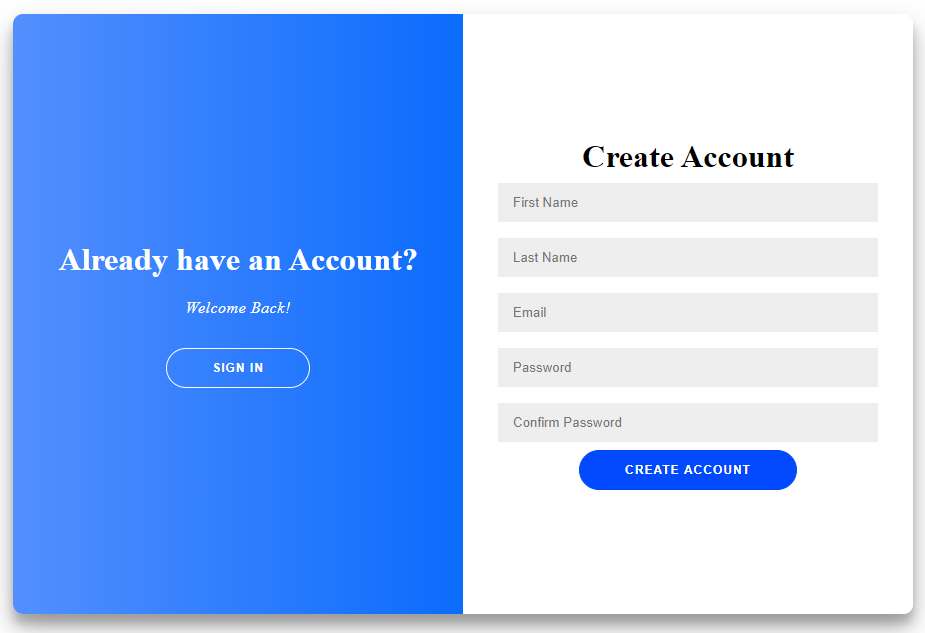 Already have an Account?
Welcome Back!
SIGN IN
Create Account
First Name
Last Name
Email
Password
Confirm Password
CREATE ACCOUNT